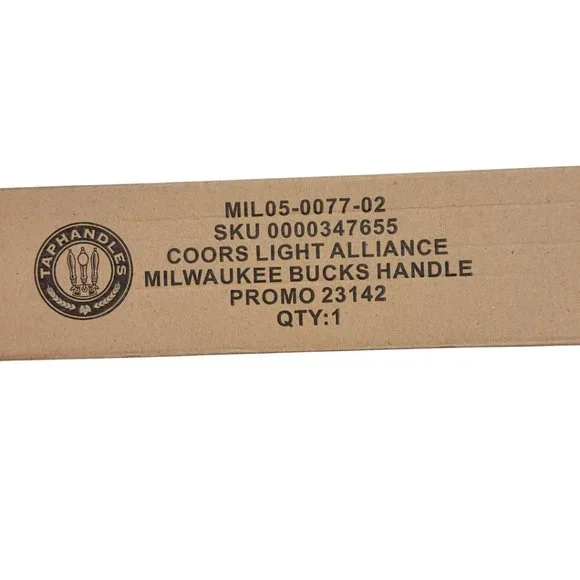 TAPHANDLES
MIL05-0077-02
SKU 0000347655
COORS LIGHT ALLIANCE
MILWAUKEE BUCKS HANDLE
PROMO 23142
QTY:1